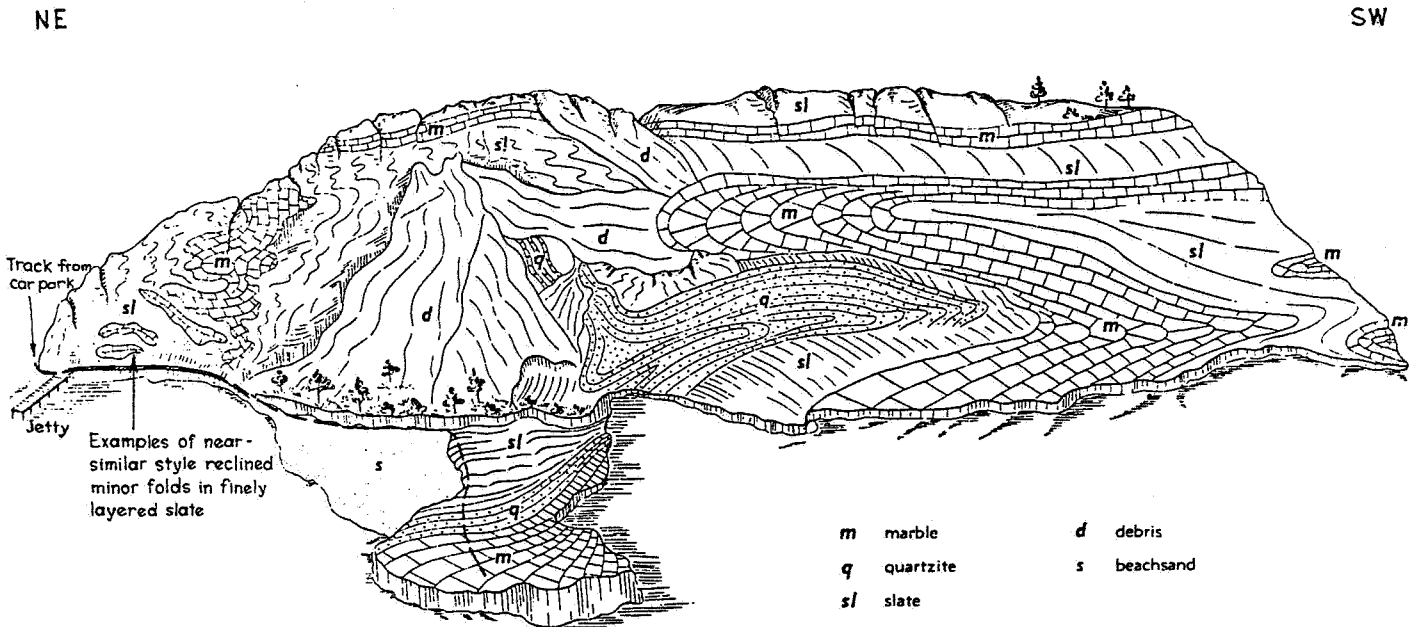 NE
SW
sl
m
m
m
sl
d
sl
m
d
sl
m
Track from
car park
m
q
sl
d
q
m
m
sl
Jetty
Examples of near-
similar style reclined
minor folds in finely
layered slate
s
sl
q
m
m marble
d debris
q quartzite
s beachsand
sl slate